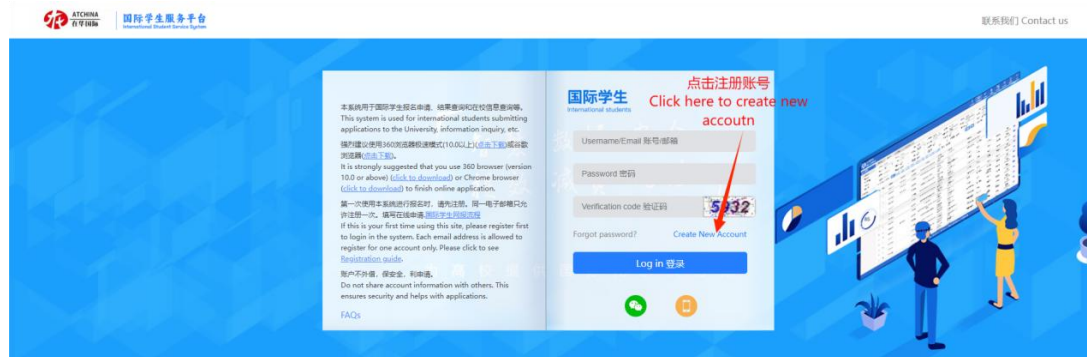 ATCHINA
在华国际
国际学生服务平台
International Student Service System
联系我们 Contact us
本系统用于国际学生报名申请、结果查询和在校信息查询等。
This system is used for international students submitting
applications to the University, information inquiry, etc.
强烈建议使用360浏览器极速模式(10.0以上)(点击下载)或谷歌
浏览器(点击下载)。
It is strongly suggested that you use 360 browser (version
10.0 or above) (click to download) or Chrome browser
(click to download) to finish online application.
第一次使用本系统进行报名时，请先注册。同一电子邮箱只允
许注册一次。填写在线申请,国际学生网报流程
If this is your first time using this site, please register first
to login in the system. Each email address is allowed to
register for one account only. Please click to see
Registration guide.
账户不外借，保安全，利申请。
Do not share account information with others. This
ensures security and helps with applications.
FAQs
国际学生
International students
点击注册账号
Click here to create new
accoutn
Username/Email 账号/邮箱
Password 密码
Verification code 验证码
5932
Forgot password?
Create New Account
Log in 登录